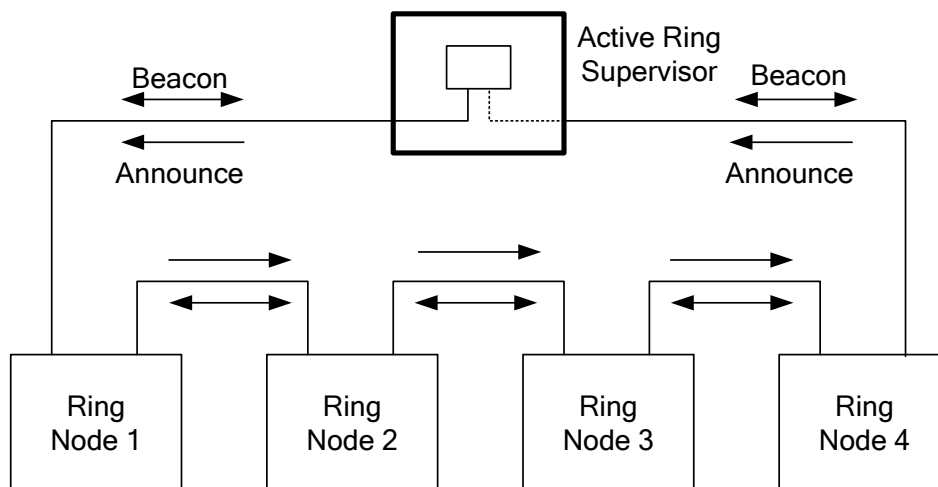 Active Ring
Supervisor
Beacon
Beacon
Announce
Announce
Ring
Node 1
Ring
Node 2
Ring
Node 3
Ring
Node 4